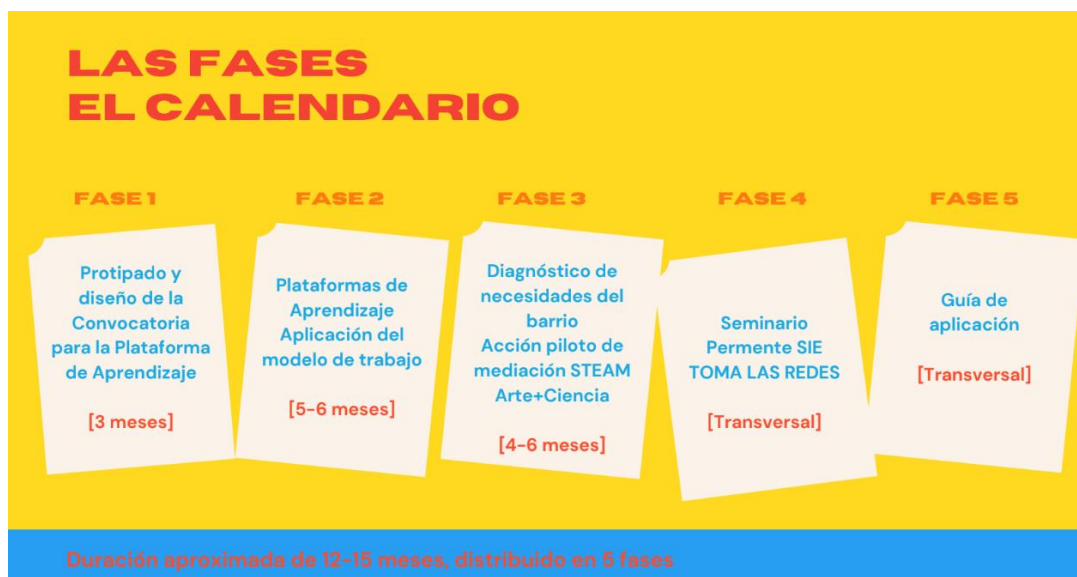 LAS FASES
EL CALENDARIO
FASE 1
Protipado y
diseño de la
Convocatoria
para la Plataforma
de Aprendizaje
[3 meses]
FASE 2
Plataformas de
Aprendizaje
Aplicación del
modelo de trabajo
[5-6 meses]
FASE 3
Diagnóstico de
necesidades del
barrio
Acción piloto de
mediación STEAM
Arte+Ciencia
[4-6 meses]
FASE 4
Seminario
Permente SIE
TOMA LAS REDES
[Transversal]
FASE 5
Guía de
aplicación
[Transversal]
Duración aproximada de 12-15 meses, distribuido en 5 fases